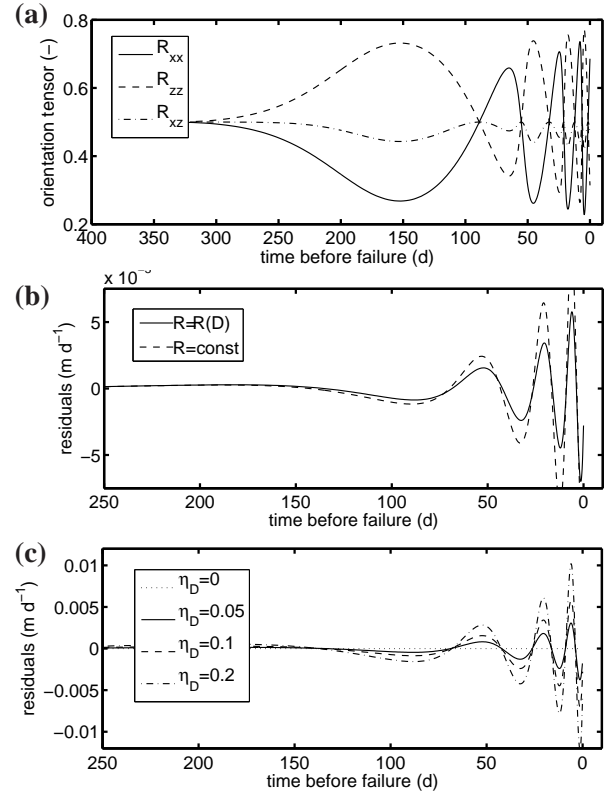 (a)
orientation tensor (−)
0.8
0.6
0.4
0.2
R_xx
R_zz
R_xz
400 350 300 250 200 150 100 50 0
time before failure (d)
(b)
residuals (m d⁻¹)
5
0
−5
R=R(D)
R=const
250 200 150 100 50 0
time before failure (d)
(c)
residuals (m d⁻¹)
0.01
0.005
0
−0.005
−0.01
η_D=0
η_D=0.05
η_D=0.1
η_D=0.2
250 200 150 100 50 0
time before failure (d)